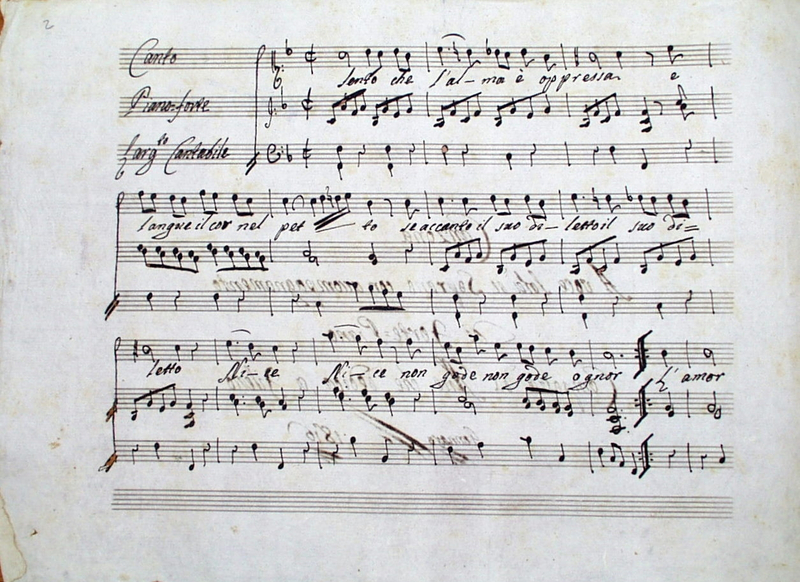 2
Canto
Sento che l'al-ma è oppressa e
Piano-forte
Larg.to Cantabile
langue il cor nel pet - to se accanto il suo di-letto il suo di=
letto Ni-ce Ni-ce non gode non gode ognor L'amor